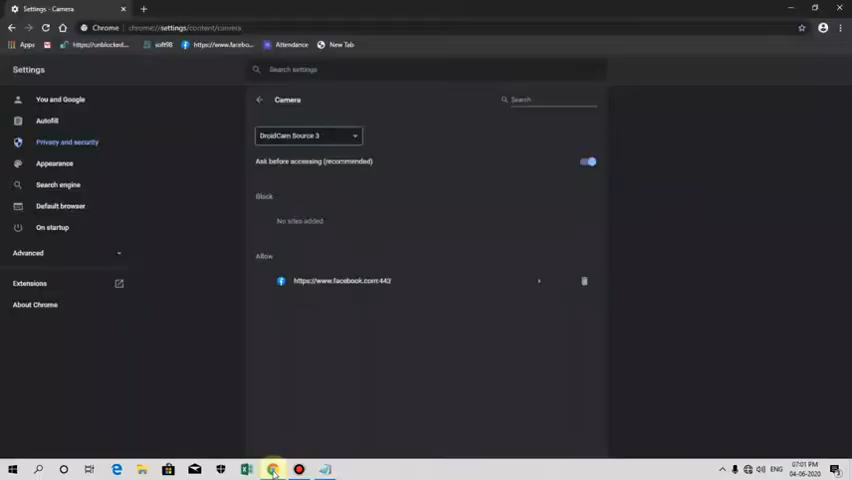 Settings - Camera
Chrome chrome://settings/content/camera
Apps https://unblocked... soft98 https://www.facebo... Attendance New Tab
Settings
Search settings
You and Google
Autofill
Privacy and security
Appearance
Search engine
Default browser
On startup
Advanced
Extensions
About Chrome
Camera
Search
DroidCam Source 3
Ask before accessing (recommended)
Block
No sites added
Allow
https://www.facebook.com:443
ENG
07:01 PM
04-06-2020